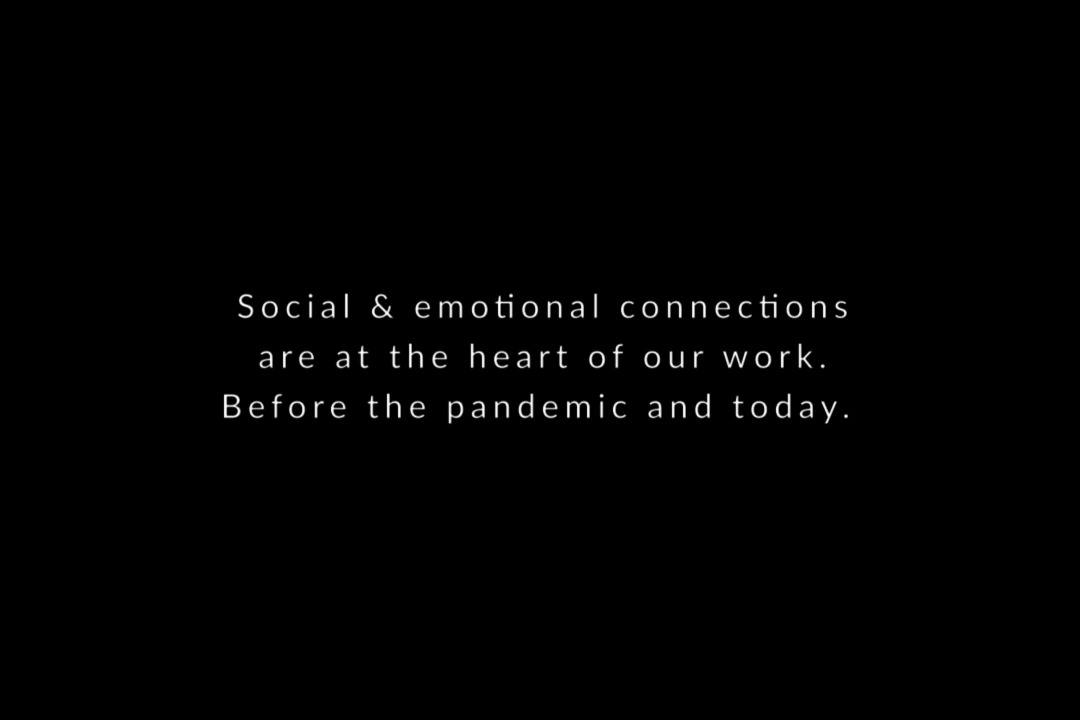 Social & emotional connections
are at the heart of our work.
Before the pandemic and today.